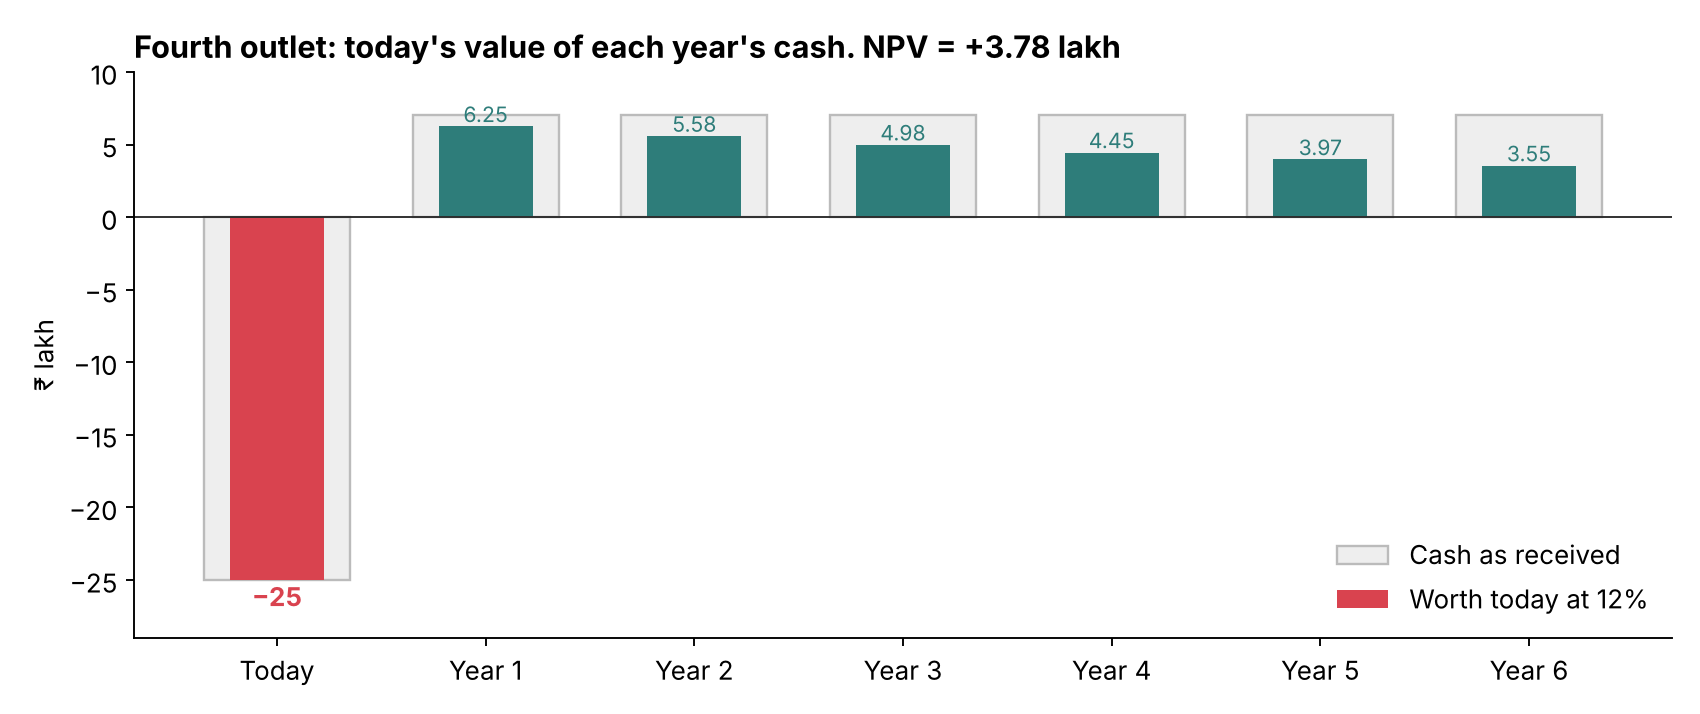 Fourth outlet: today's value of each year's cash. NPV = +3.78 lakh
10
5
0
−5
−10
−15
−20
−25
₹ lakh
6.25
5.58
4.98
4.45
3.97
3.55
−25
Cash as received
Worth today at 12%
Today
Year 1
Year 2
Year 3
Year 4
Year 5
Year 6